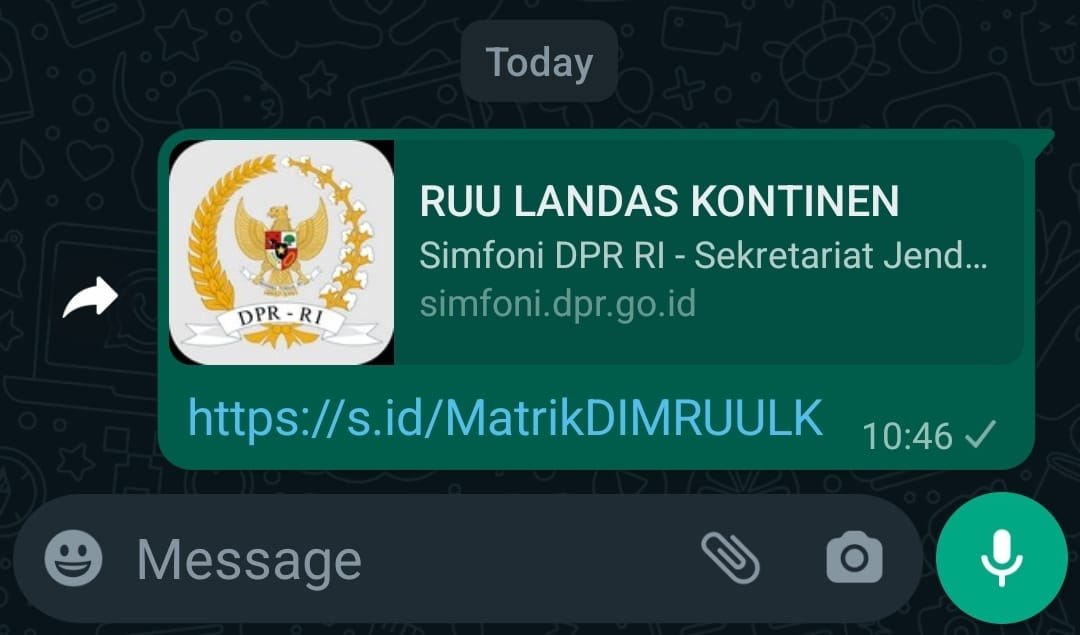 Today
RUU LANDAS KONTINEN
Simfoni DPR RI - Sekretariat Jend...
simfoni.dpr.go.id
DPR - RI
https://s.id/MatrikDIMRUULK
10:46
Message